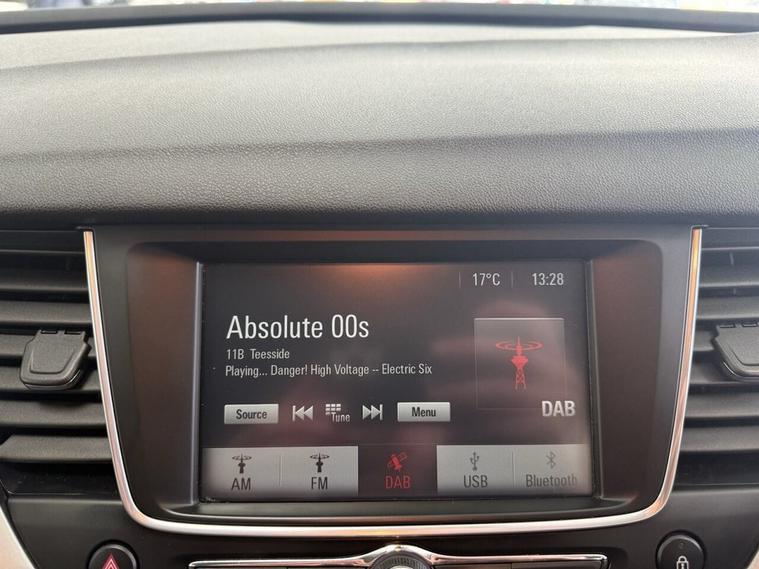 17°C 13:28
Absolute 00s
11B Teesside
Playing... Danger! High Voltage -- Electric Six
DAB
Source Tune Menu
AM FM DAB USB Bluetooth